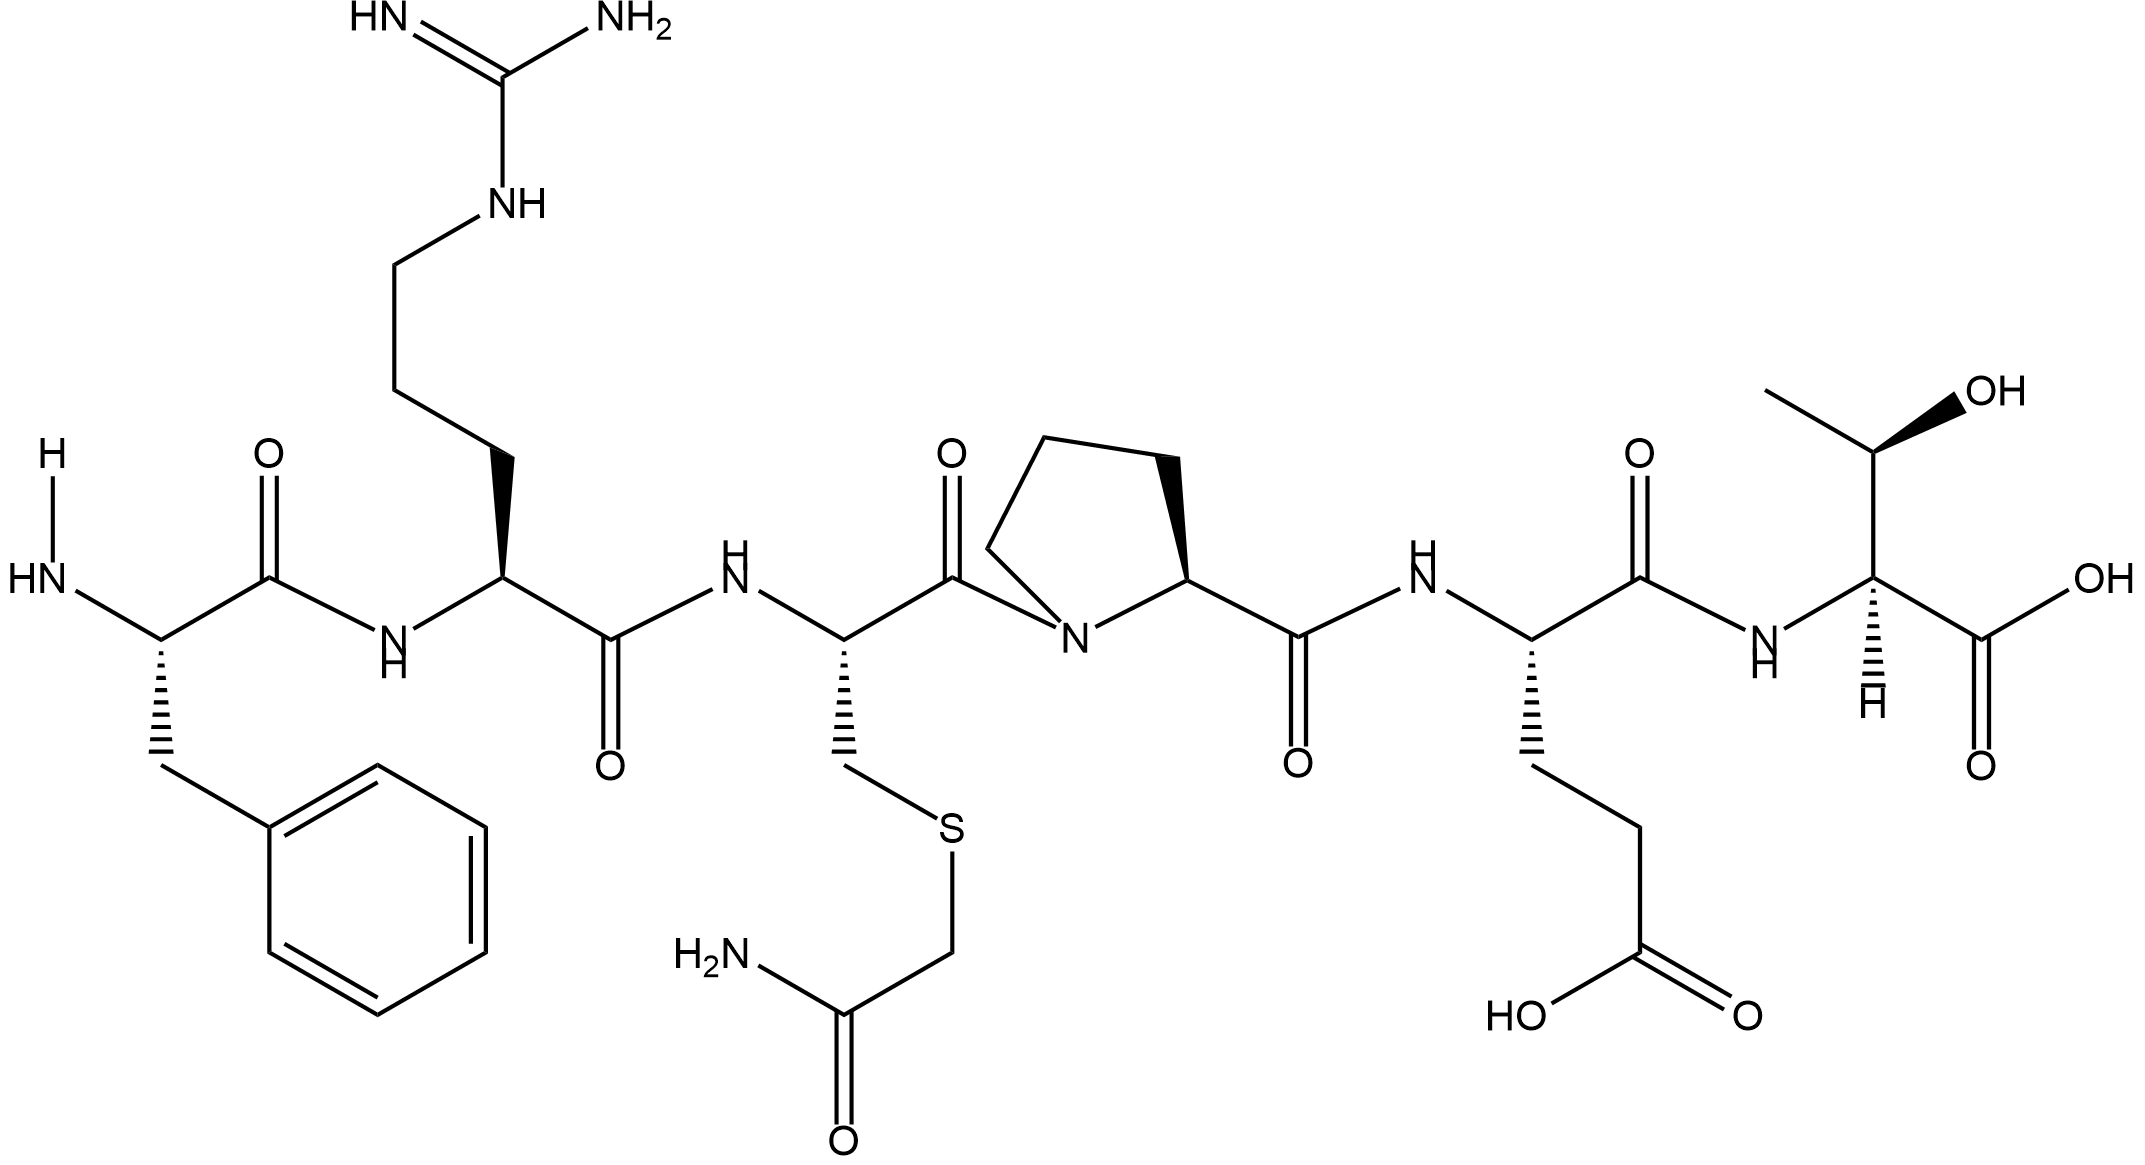 HN NH2
NH
OH
H O O O
HN H N H N OH
N H N N H
H
O O O O
S
H2N
HO O
O